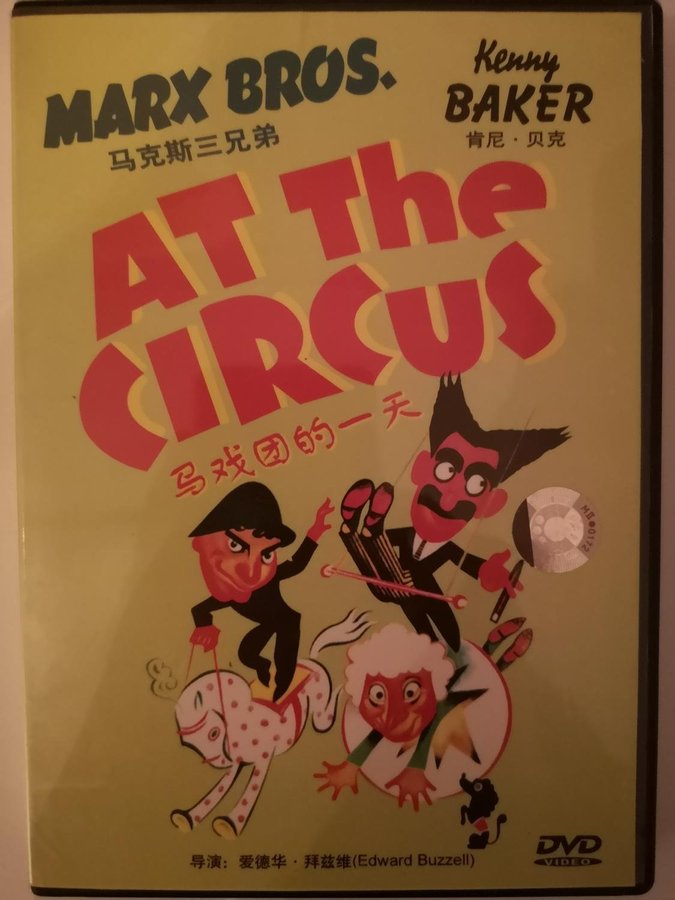 MARX BROS.
马克斯三兄弟
Kenny
BAKER
肯尼·贝克
AT The
CIRCUS
马戏团的一天
导演：爱德华·拜兹维(Edward Buzzell)
DVD
VIDEO